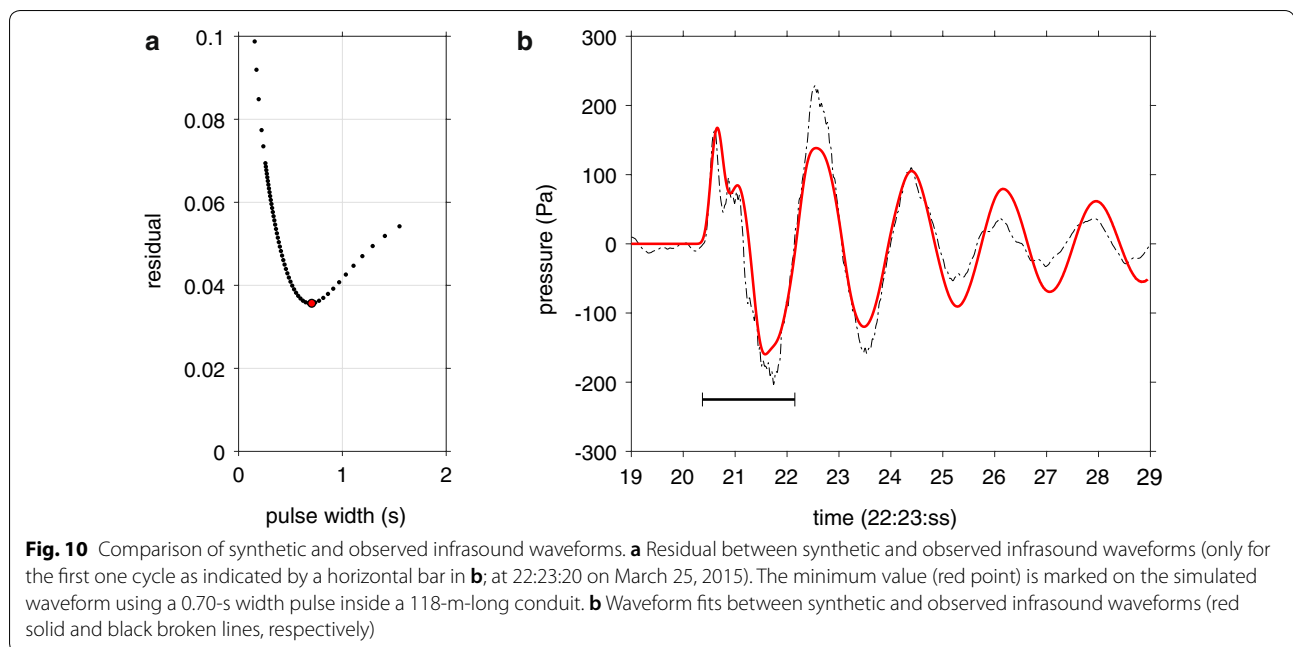 a
b
0.1
0.08
0.06
0.04
0.02
0
residual
0
1
2
pulse width (s)
300
200
100
0
-100
-200
-300
pressure (Pa)
19 20 21 22 23 24 25 26 27 28 29
time (22:23:ss)
Fig. 10 Comparison of synthetic and observed infrasound waveforms. a Residual between synthetic and observed infrasound waveforms (only for
the first one cycle as indicated by a horizontal bar in b; at 22:23:20 on March 25, 2015). The minimum value (red point) is marked on the simulated
waveform using a 0.70-s width pulse inside a 118-m-long conduit. b Waveform fits between synthetic and observed infrasound waveforms (red
solid and black broken lines, respectively)